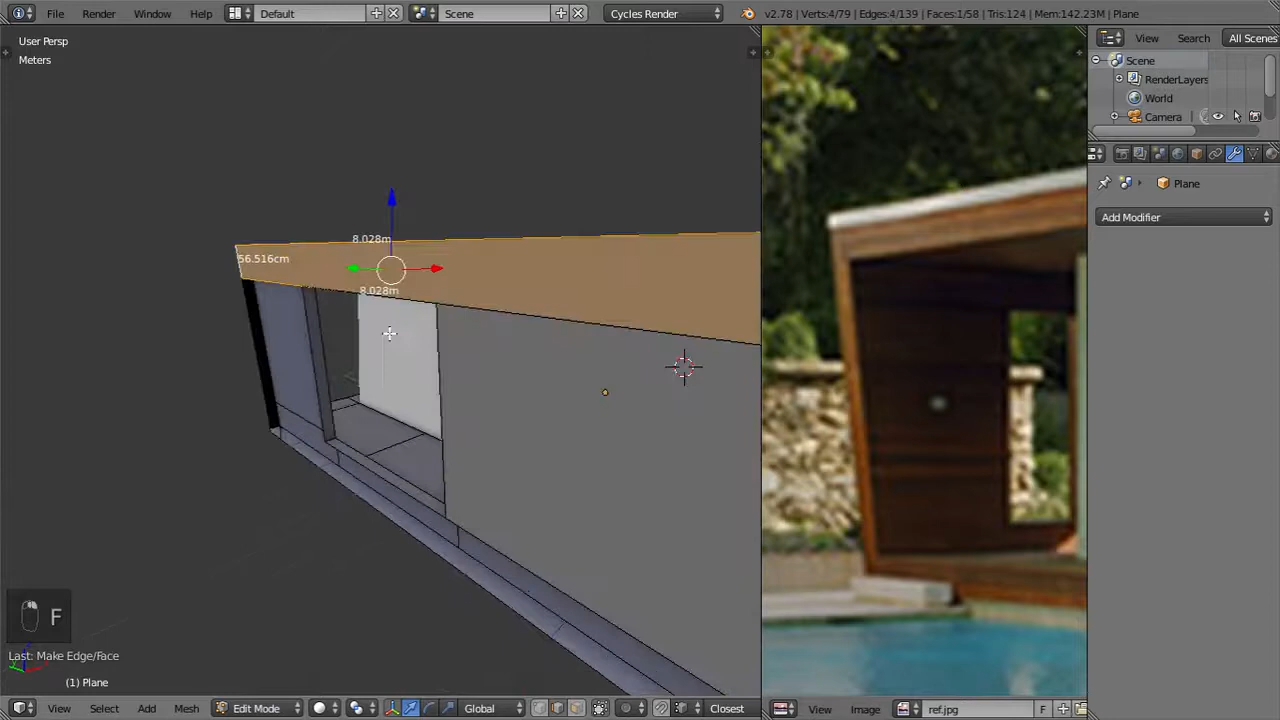 File Render Window Help Default Scene Cycles Render v2.78 | Verts:4/79 | Edges:4/139 | Faces:1/58 | Tris:124 | Mem:142.23M | Plane
User Persp
Meters
View Search All Scenes
Scene
RenderLayers
World
Camera
Plane
Add Modifier
8.028m
56.516cm
8.028m
F
Last: Make Edge/Face
(1) Plane
View Select Add Mesh Edit Mode Global Closest View Image ref.jpg F